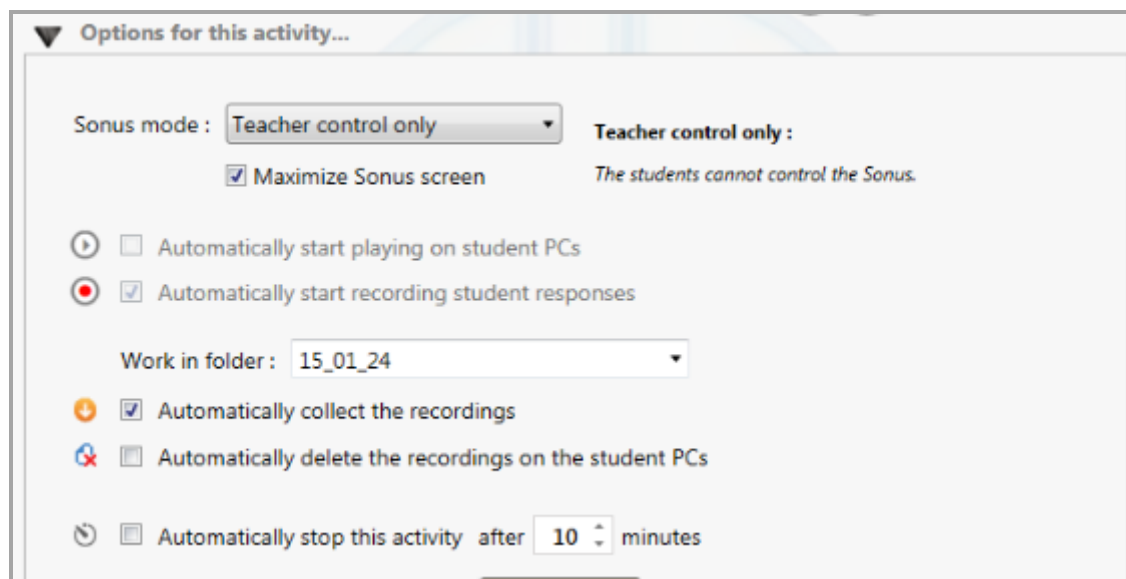 Options for this activity...
Sonus mode : Teacher control only
Teacher control only :
Maximize Sonus screen
The students cannot control the Sonus.
Automatically start playing on student PCs
Automatically start recording student responses
Work in folder : 15_01_24
Automatically collect the recordings
Automatically delete the recordings on the student PCs
Automatically stop this activity after 10 minutes